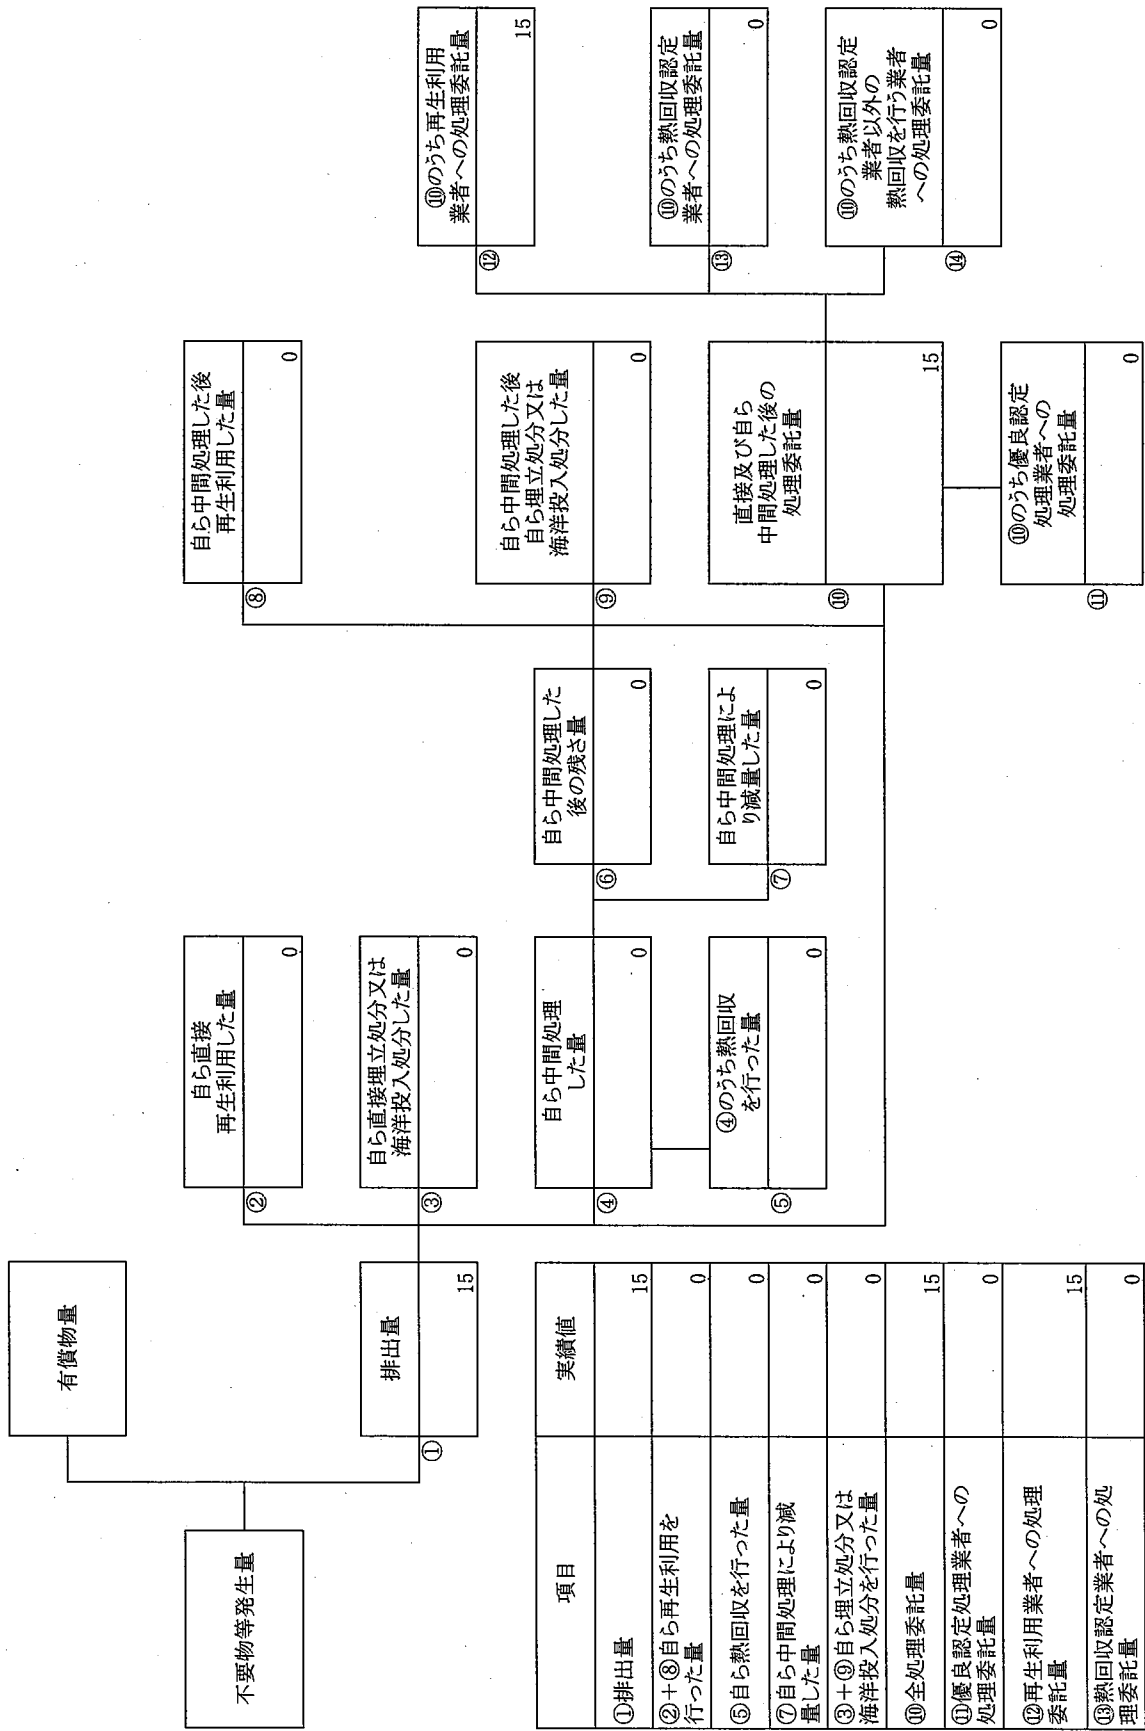 不要物等発生量
有償物量
①
排出量
15
②
自ら直接
再生利用した量
0
③
自ら直接埋立処分又は
海洋投入処分した量
0
④
自ら中間処理
した量
0
⑤
④のうち熱回収
を行った量
0
⑥
自ら中間処理した
後の残さ量
0
⑦
自ら中間処理によ
り減量した量
0
⑧
自ら中間処理した後
再生利用した量
0
⑨
自ら中間処理した後
自ら埋立処分又は
海洋投入処分した量
0
⑩
直接及び自ら
中間処理した後の
処理委託量
15
⑪
⑩のうち優良認定
処理業者への
処理委託量
0
⑫
⑩のうち再生利用
業者への処理委託量
15
⑬
⑩のうち熱回収認定
業者への処理委託量
0
⑭
⑩のうち熱回収認定
業者以外の
熱回収を行う業者
への処理委託量
0
項目 実績値
①排出量 15
②+⑧自ら再生利用を
行った量 0
⑤自ら熱回収を行った量 0
⑦自ら中間処理により減
量した量 0
③+⑨自ら埋立処分又は
海洋投入処分を行った量 0
⑩全処理委託量 15
⑪優良認定処理業者への
処理委託量 0
⑫再生利用業者への処理
委託量 15
⑬熱回収認定業者への処
理委託量 0